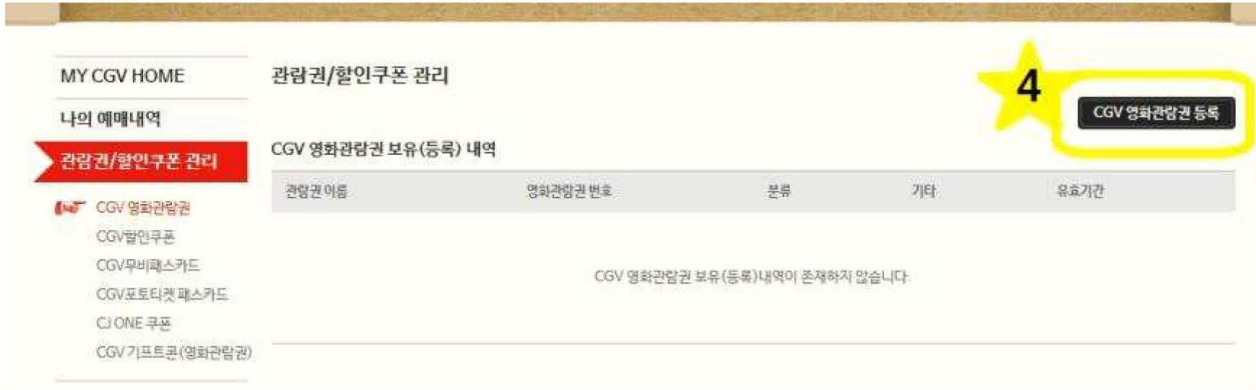 MY CGV HOME
나의 예매내역
관람권/할인쿠폰 관리
CGV 영화관람권
CGV할인쿠폰
CGV무비패스카드
CGV포토티켓 패스카드
CJ ONE 쿠폰
CGV 기프트콘(영화관람권)
관람권/할인쿠폰 관리
4
CGV 영화관람권 등록
CGV 영화관람권 보유(등록) 내역
관람권 이름 영화관람권 번호 분류 기타 유효기간
CGV 영화관람권 보유(등록)내역이 존재하지 않습니다.